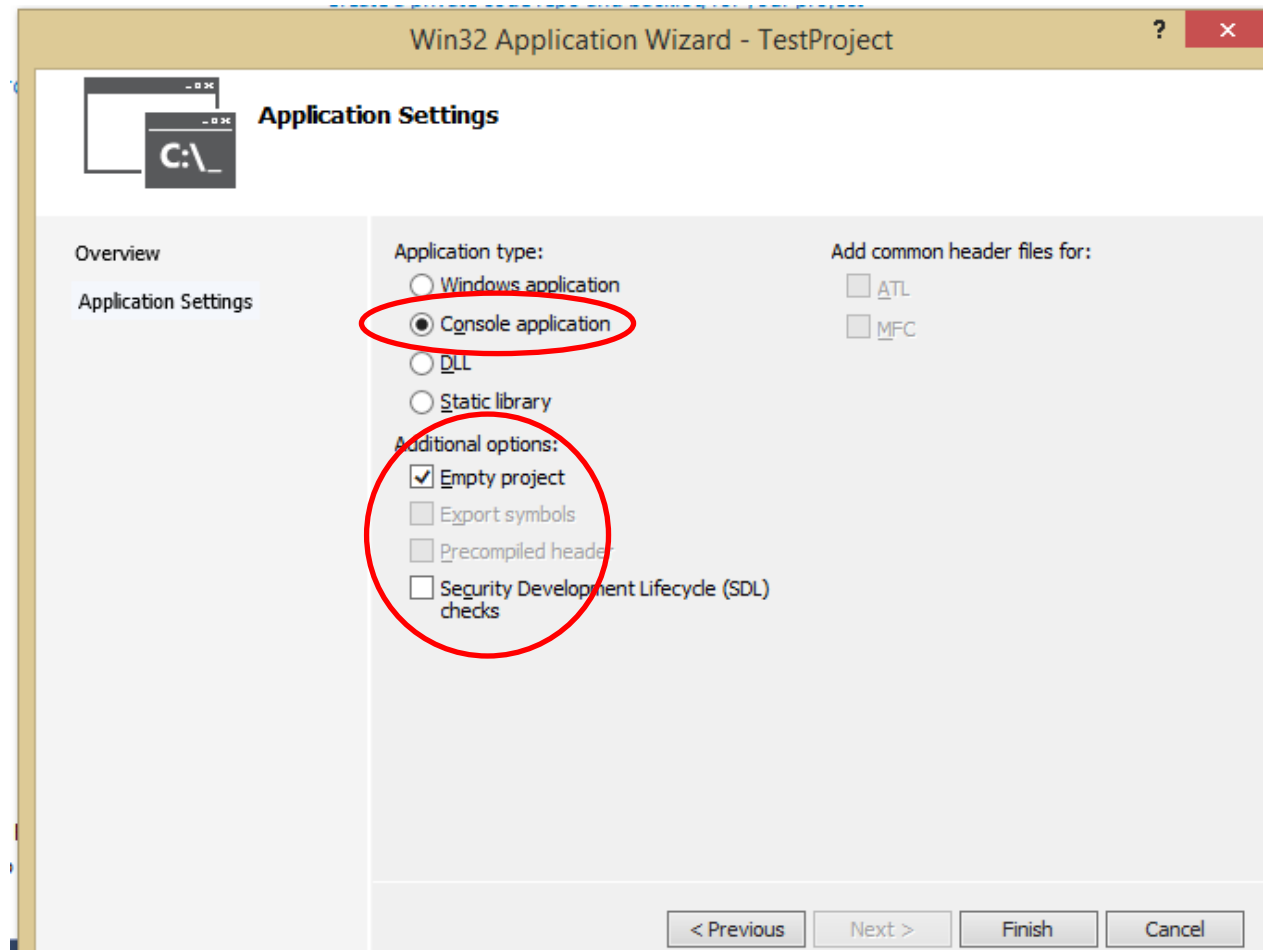 Win32 Application Wizard - TestProject
?
C:\_
Application Settings
Overview
Application Settings
Application type:
Windows application
Console application
DLL
Static library
Additional options:
Empty project
Export symbols
Precompiled header
Security Development Lifecycle (SDL)
checks
Add common header files for:
ATL
MFC
< Previous
Next >
Finish
Cancel